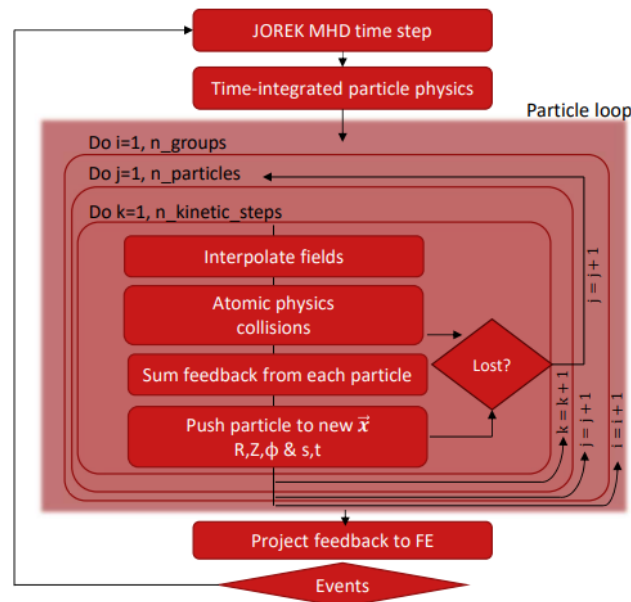 JOREK MHD time step
Time-integrated particle physics
Particle loop
Do i=1, n_groups
Do j=1, n_particles
Do k=1, n_kinetic_steps
Interpolate fields
Atomic physics
collisions
Lost?
Sum feedback from each particle
Push particle to new $\vec{x}$
R,Z,ϕ & s,t
j = j + 1
k = k + 1
j = j + 1
i = i + 1
Project feedback to FE
Events